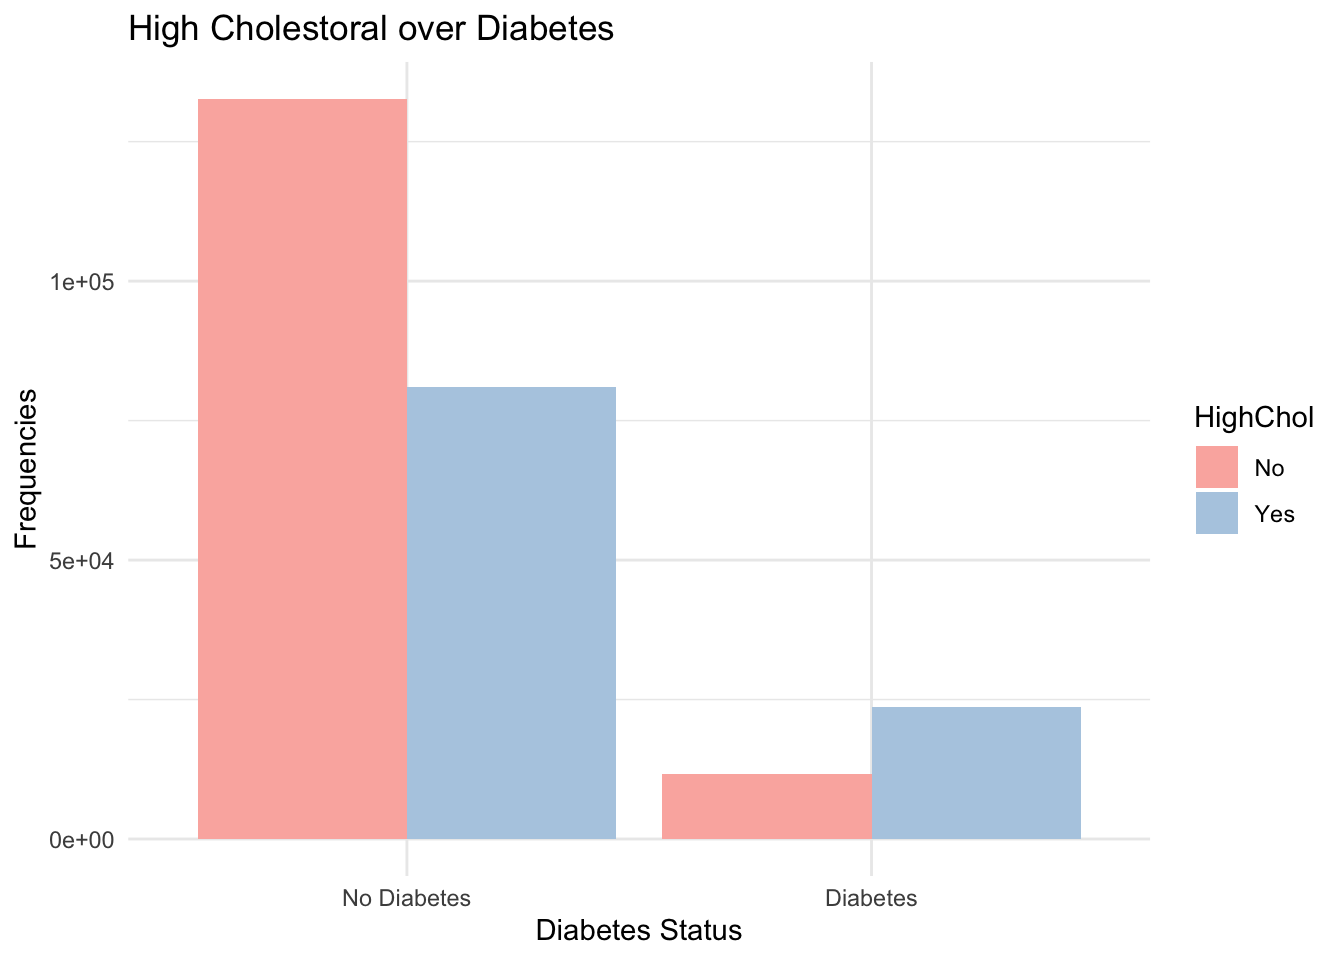 High Cholestoral over Diabetes
1e+05
5e+04
0e+00
Frequencies
No Diabetes
Diabetes
Diabetes Status
HighChol
No
Yes